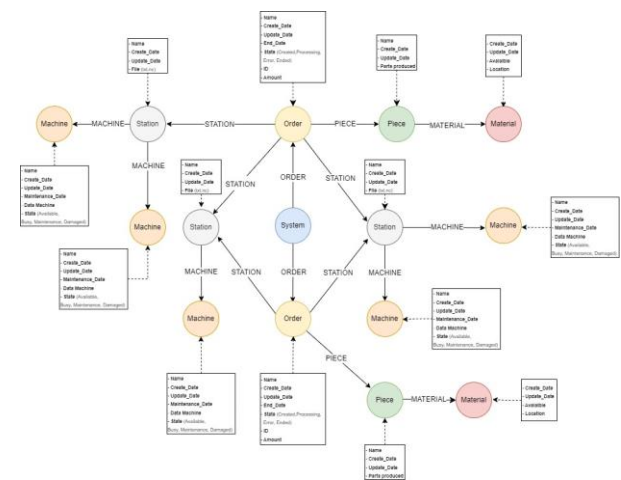 - Name
- Create_Date
- Update_Date
- End_Date
- State (Created,Processing,
Error, Ended)
- ID
- Amount
- Name
- Create_Date
- Update_Date
- File (txt,nc)
- Name
- Create_Date
- Update_Date
- Parts produced
- Create_Date
- Update_Date
- Available
- Location
Machine
MACHINE
Station
STATION
Order
PIECE
Piece
MATERIAL
Material
MACHINE
- Name
- Create_Date
- Update_Date
- Maintenance_Date
- Data Machine
- State (Available,
Busy, Maintenance, Damaged)
- Name
- Create_Date
- Update_Date
- File (txt,nc)
STATION
ORDER
STATION
- Name
- Create_Date
- Update_Date
- File (txt,nc)
- Name
- Create_Date
- Update_Date
- Maintenance_Date
- Data Machine
- State (Available,
Busy, Maintenance, Damaged)
Machine
Station
System
Station
MACHINE
Machine
- Name
- Create_Date
- Update_Date
- Maintenance_Date
- Data Machine
- State (Available,
Busy, Maintenance, Damaged)
MACHINE
STATION
ORDER
STATION
MACHINE
Machine
Order
Machine
- Name
- Create_Date
- Update_Date
- Maintenance_Date
- Data Machine
- State (Available,
Busy, Maintenance, Damaged)
PIECE
- Name
- Create_Date
- Update_Date
- Maintenance_Date
- Data Machine
- State (Available,
Busy, Maintenance, Damaged)
- Name
- Create_Date
- Update_Date
- End_Date
- State (Created,Processing,
Error, Ended)
- ID
- Amount
Piece
MATERIAL
Material
- Create_Date
- Update_Date
- Available
- Location
- Name
- Create_Date
- Update_Date
- Parts produced